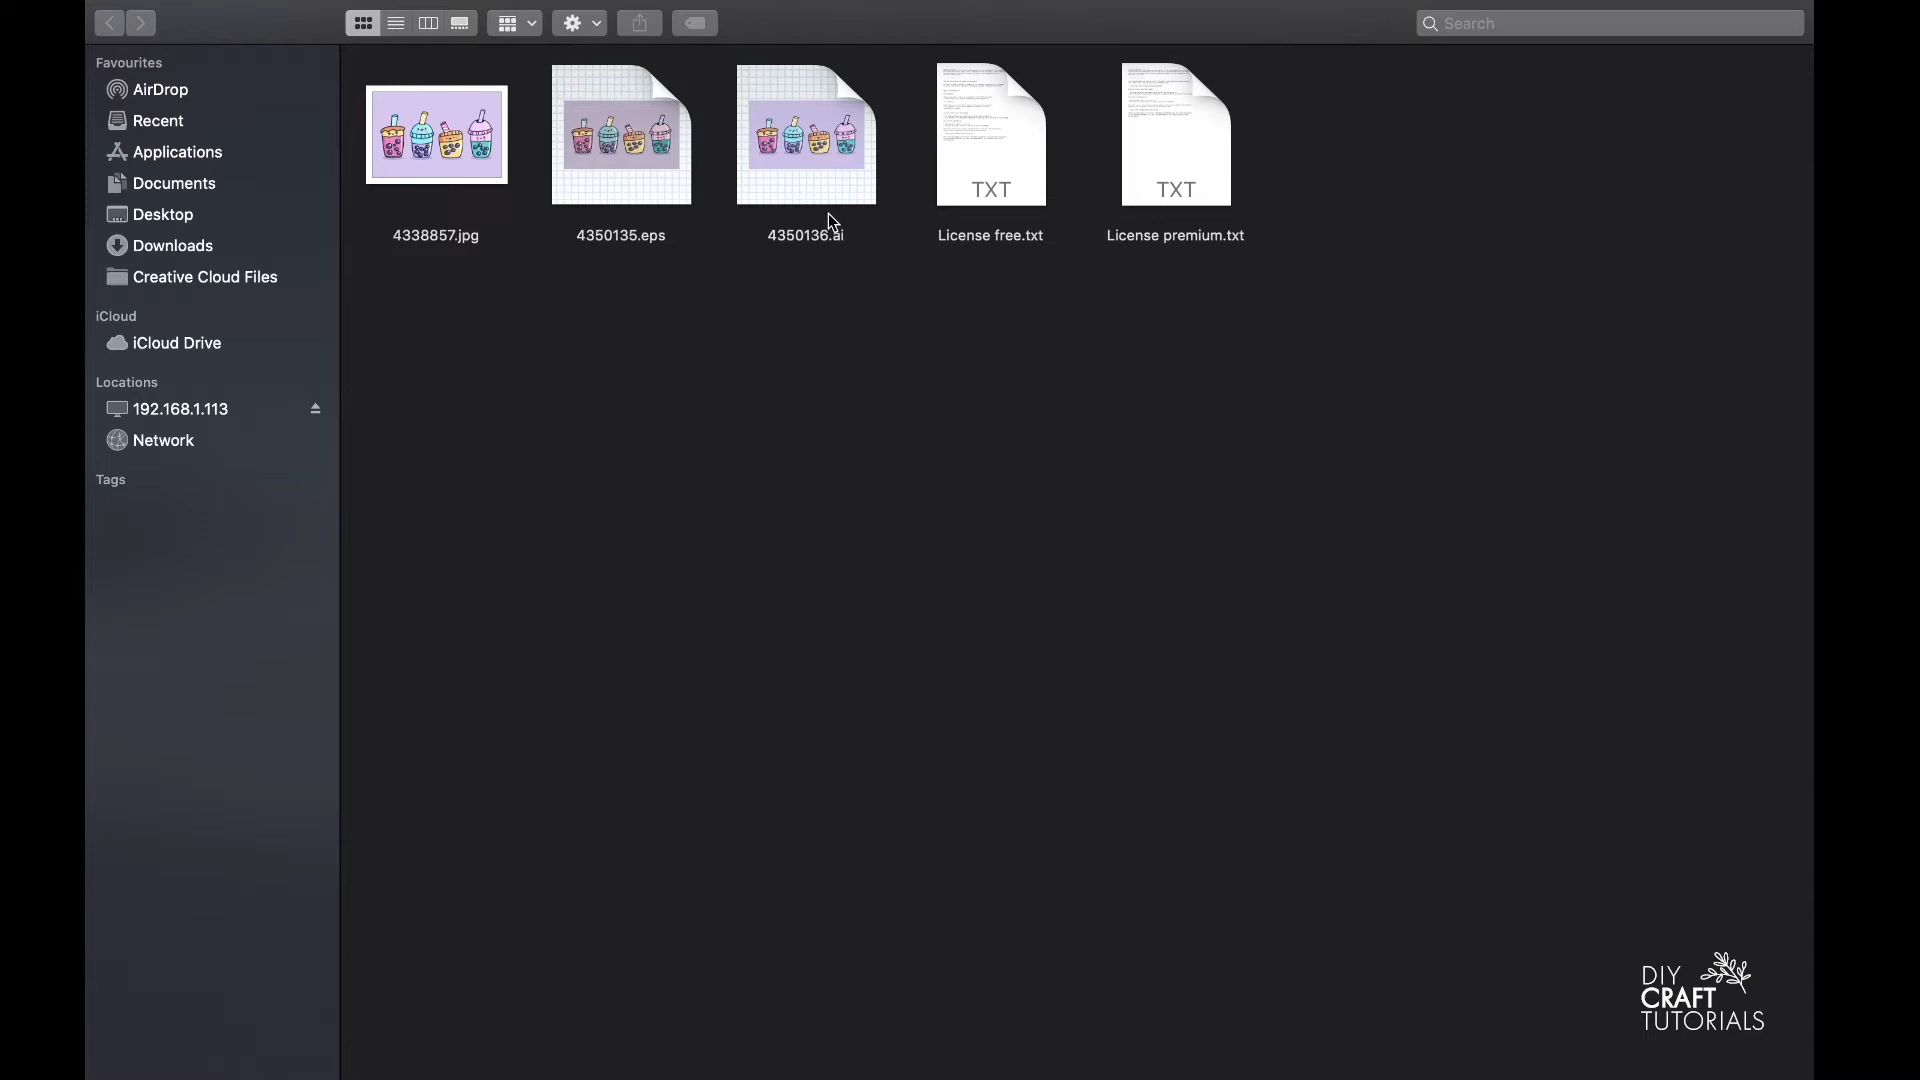 Search
Favourites
AirDrop
Recent
Applications
Documents
Desktop
Downloads
Creative Cloud Files
iCloud
iCloud Drive
Locations
192.168.1.113
Network
Tags
4338857.jpg
4350135.eps
4350136.ai
TXT
License free.txt
TXT
License premium.txt
DIY
CRAFT
TUTORIALS